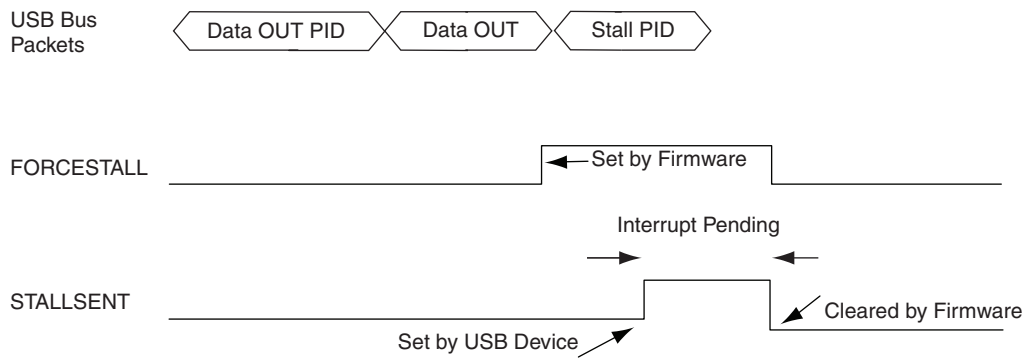 USB Bus
Packets
Data OUT PID
Data OUT
Stall PID
FORCESTALL
Set by Firmware
Interrupt Pending
STALLSENT
Cleared by Firmware
Set by USB Device